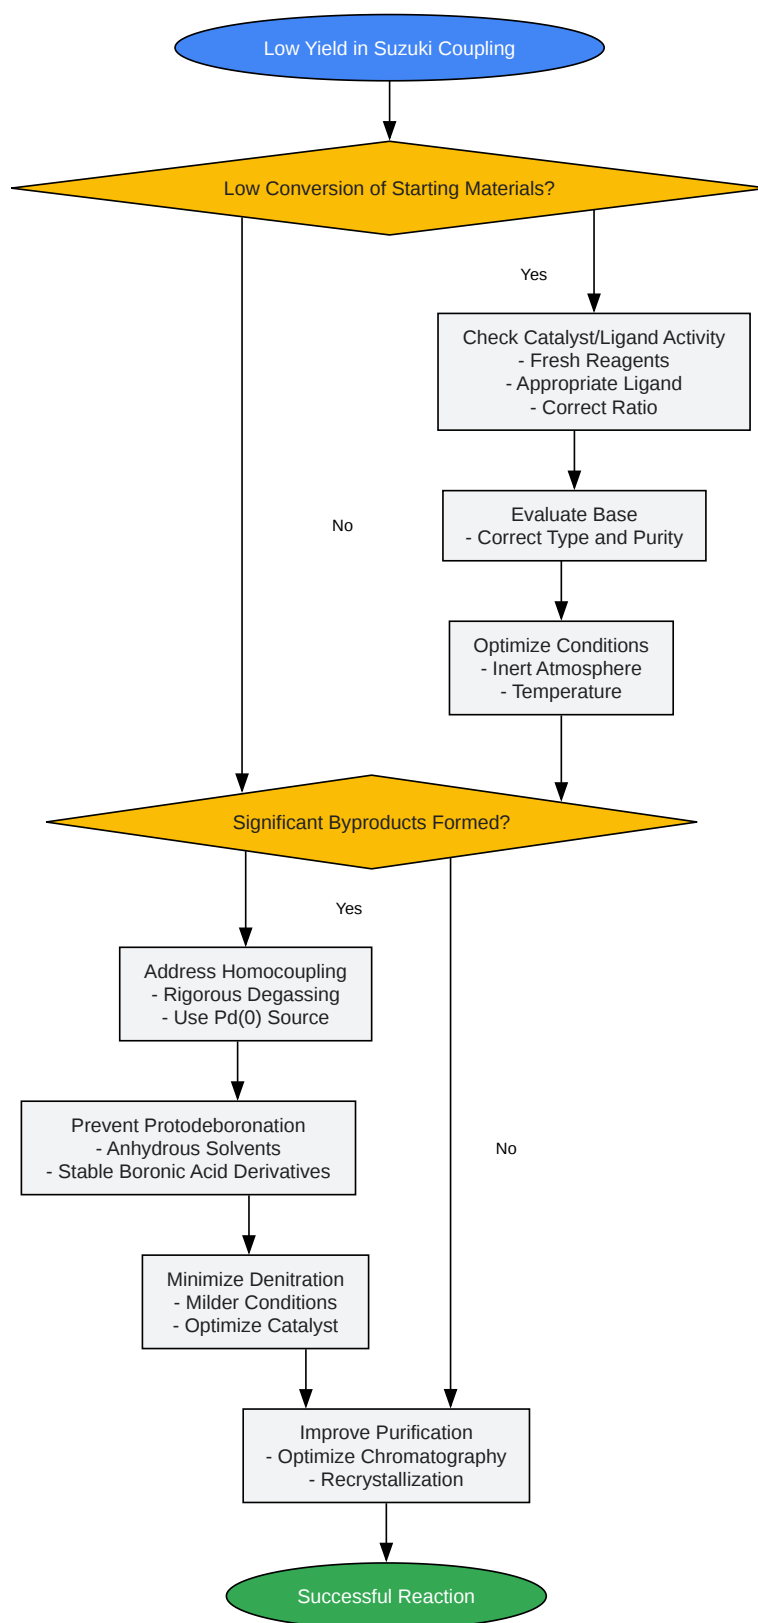 Low Yield in Suzuki Coupling
Low Conversion of Starting Materials?
Yes
Check Catalyst/Ligand Activity
- Fresh Reagents
- Appropriate Ligand
- Correct Ratio
No
Evaluate Base
- Correct Type and Purity
Optimize Conditions
- Inert Atmosphere
- Temperature
Significant Byproducts Formed?
Yes
Address Homocoupling
- Rigorous Degassing
- Use Pd(0) Source
Prevent Protodeboronation
- Anhydrous Solvents
- Stable Boronic Acid Derivatives
No
Minimize Denitration
- Milder Conditions
- Optimize Catalyst
Improve Purification
- Optimize Chromatography
- Recrystallization
Successful Reaction